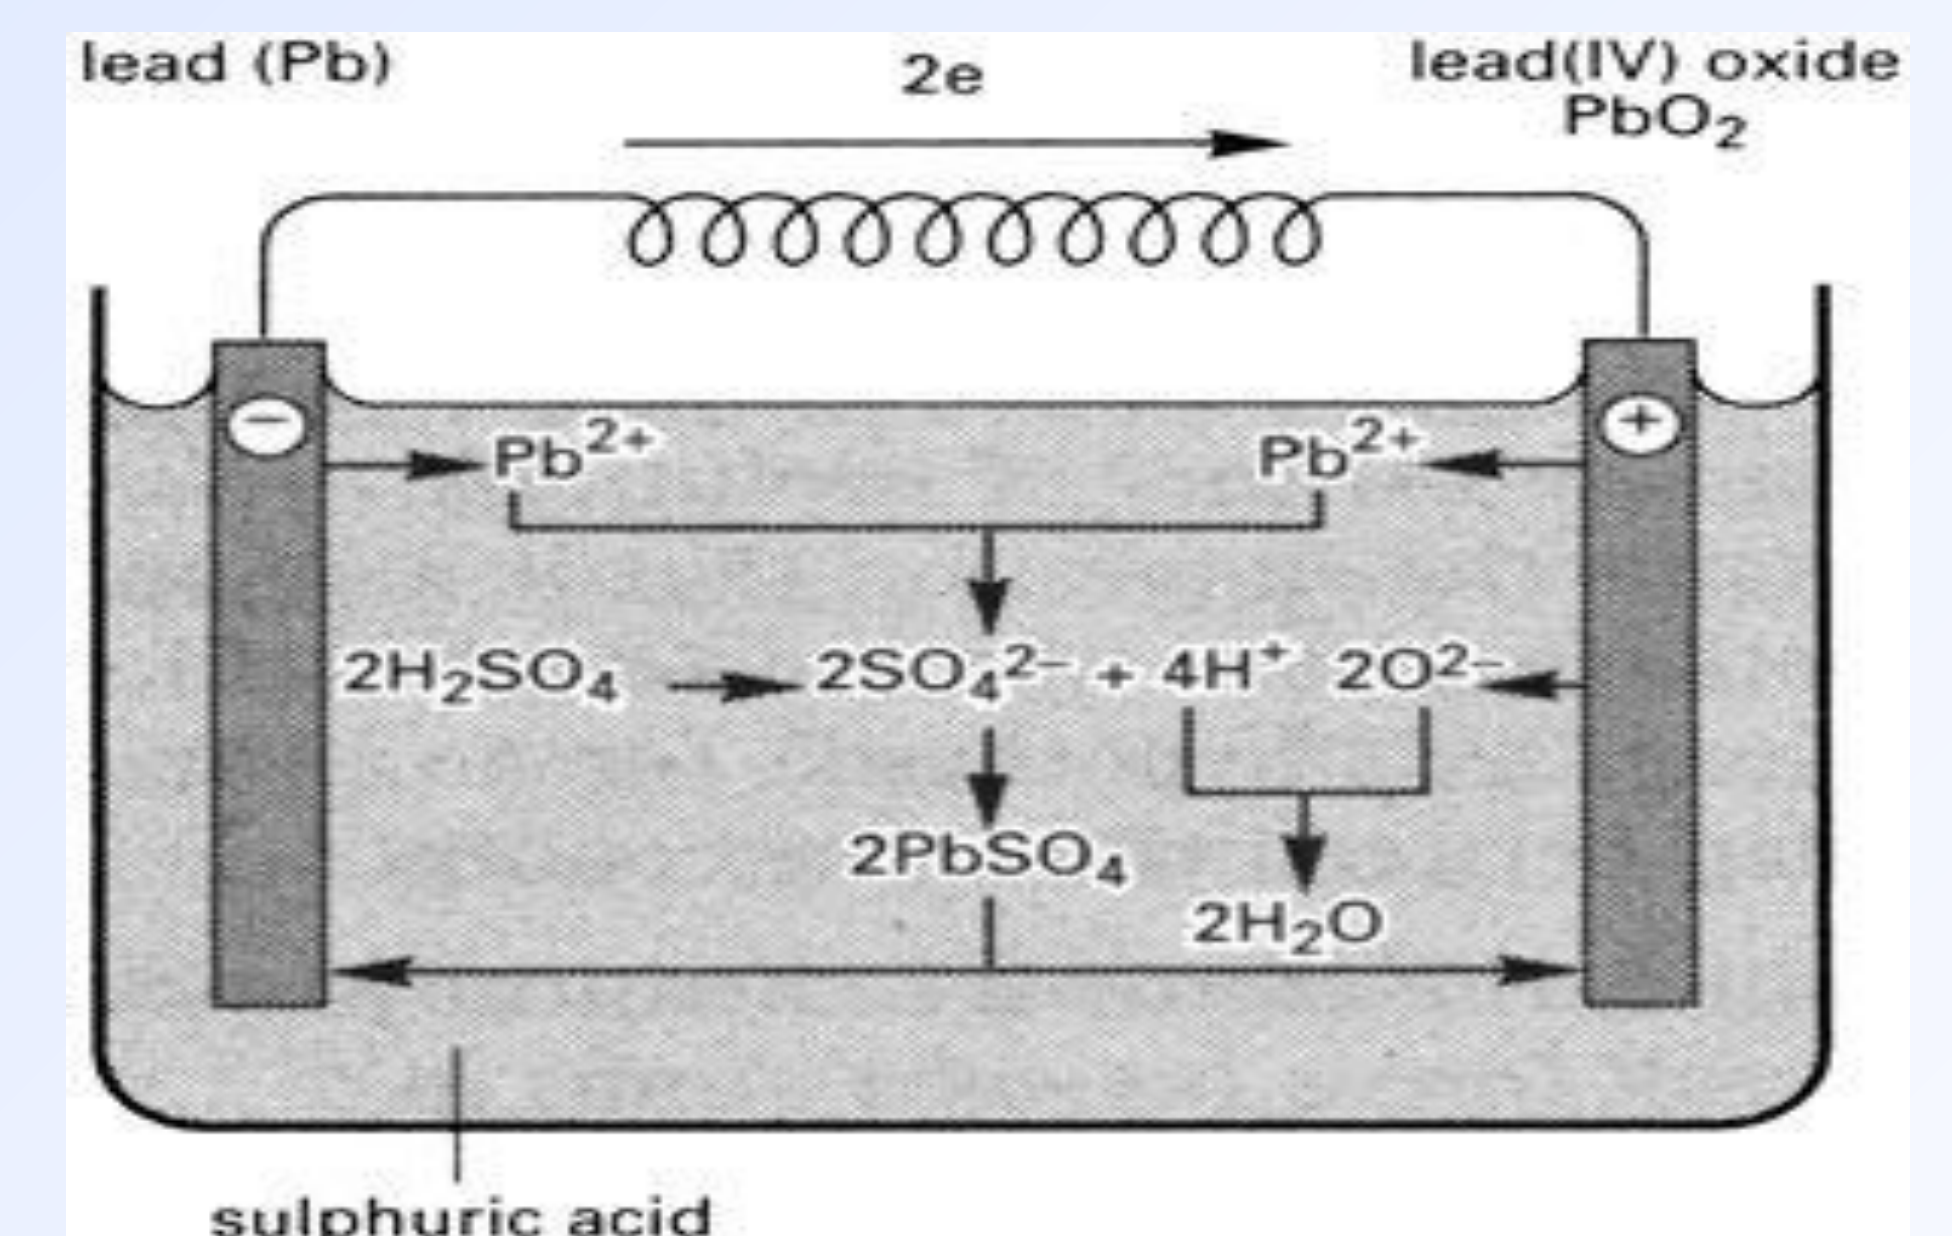 lead (Pb)
2e
lead(IV) oxide
PbO₂
−
+
Pb²⁺
Pb²⁺
2H₂SO₄
2SO₄²⁻ + 4H⁺ 2O²⁻
2PbSO₄
2H₂O
sulphuric acid